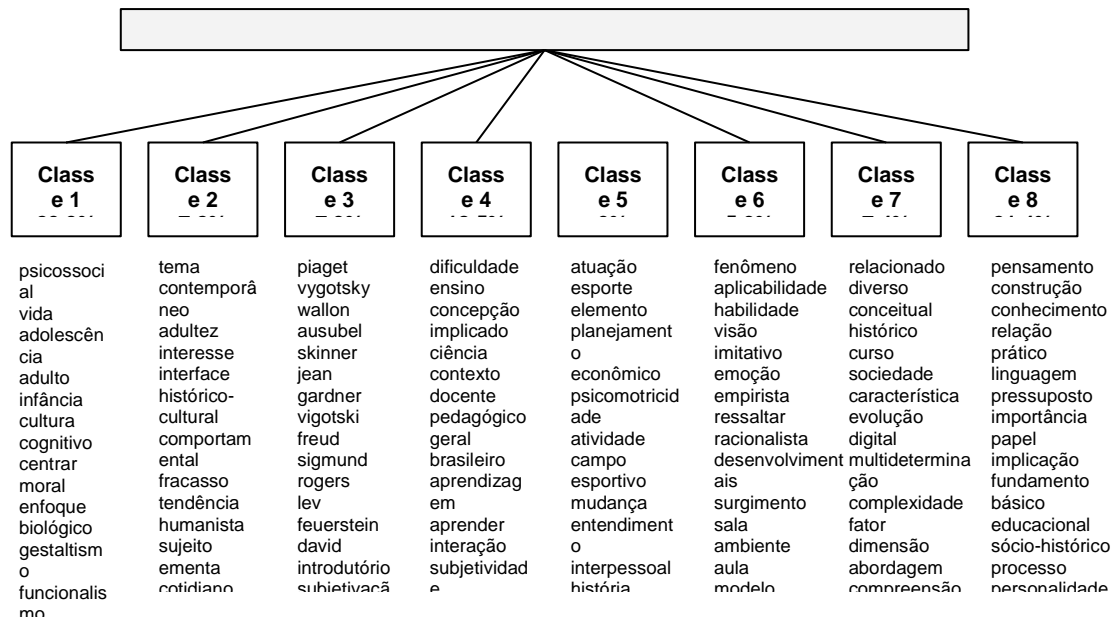 Class
e 1
Class
e 2
Class
e 3
Class
e 4
Class
e 5
Class
e 6
Class
e 7
Class
e 8
psicossoci
al
vida
adolescên
cia
adulto
infância
cultura
cognitivo
centrar
moral
enfoque
biológico
gestaltism
o
funcionalis
mo
tema
contemporâ
neo
adultez
interesse
interface
histórico-
cultural
comportam
ental
fracasso
tendência
humanista
sujeito
ementa
cotidiano
piaget
vygotsky
wallon
ausubel
skinner
jean
gardner
vigotski
freud
sigmund
rogers
lev
feuerstein
david
introdutório
subjetivaçã
dificuldade
ensino
concepção
implicado
ciência
contexto
docente
pedagógico
geral
brasileiro
aprendizag
em
aprender
interação
subjetividad
e
atuação
esporte
elemento
planejament
o
econômico
psicomotricid
ade
atividade
campo
esportivo
mudança
entendiment
o
interpessoal
história
fenômeno
aplicabilidade
habilidade
visão
imitativo
emoção
empirista
ressaltar
racionalista
desenvolviment
ais
surgimento
sala
ambiente
aula
modelo
relacionado
diverso
conceitual
histórico
curso
sociedade
característica
evolução
digital
multidetermina
ção
complexidade
fator
dimensão
abordagem
compreensão
pensamento
construção
conhecimento
relação
prático
linguagem
pressuposto
importância
papel
implicação
fundamento
básico
educacional
sócio-histórico
processo
personalidade